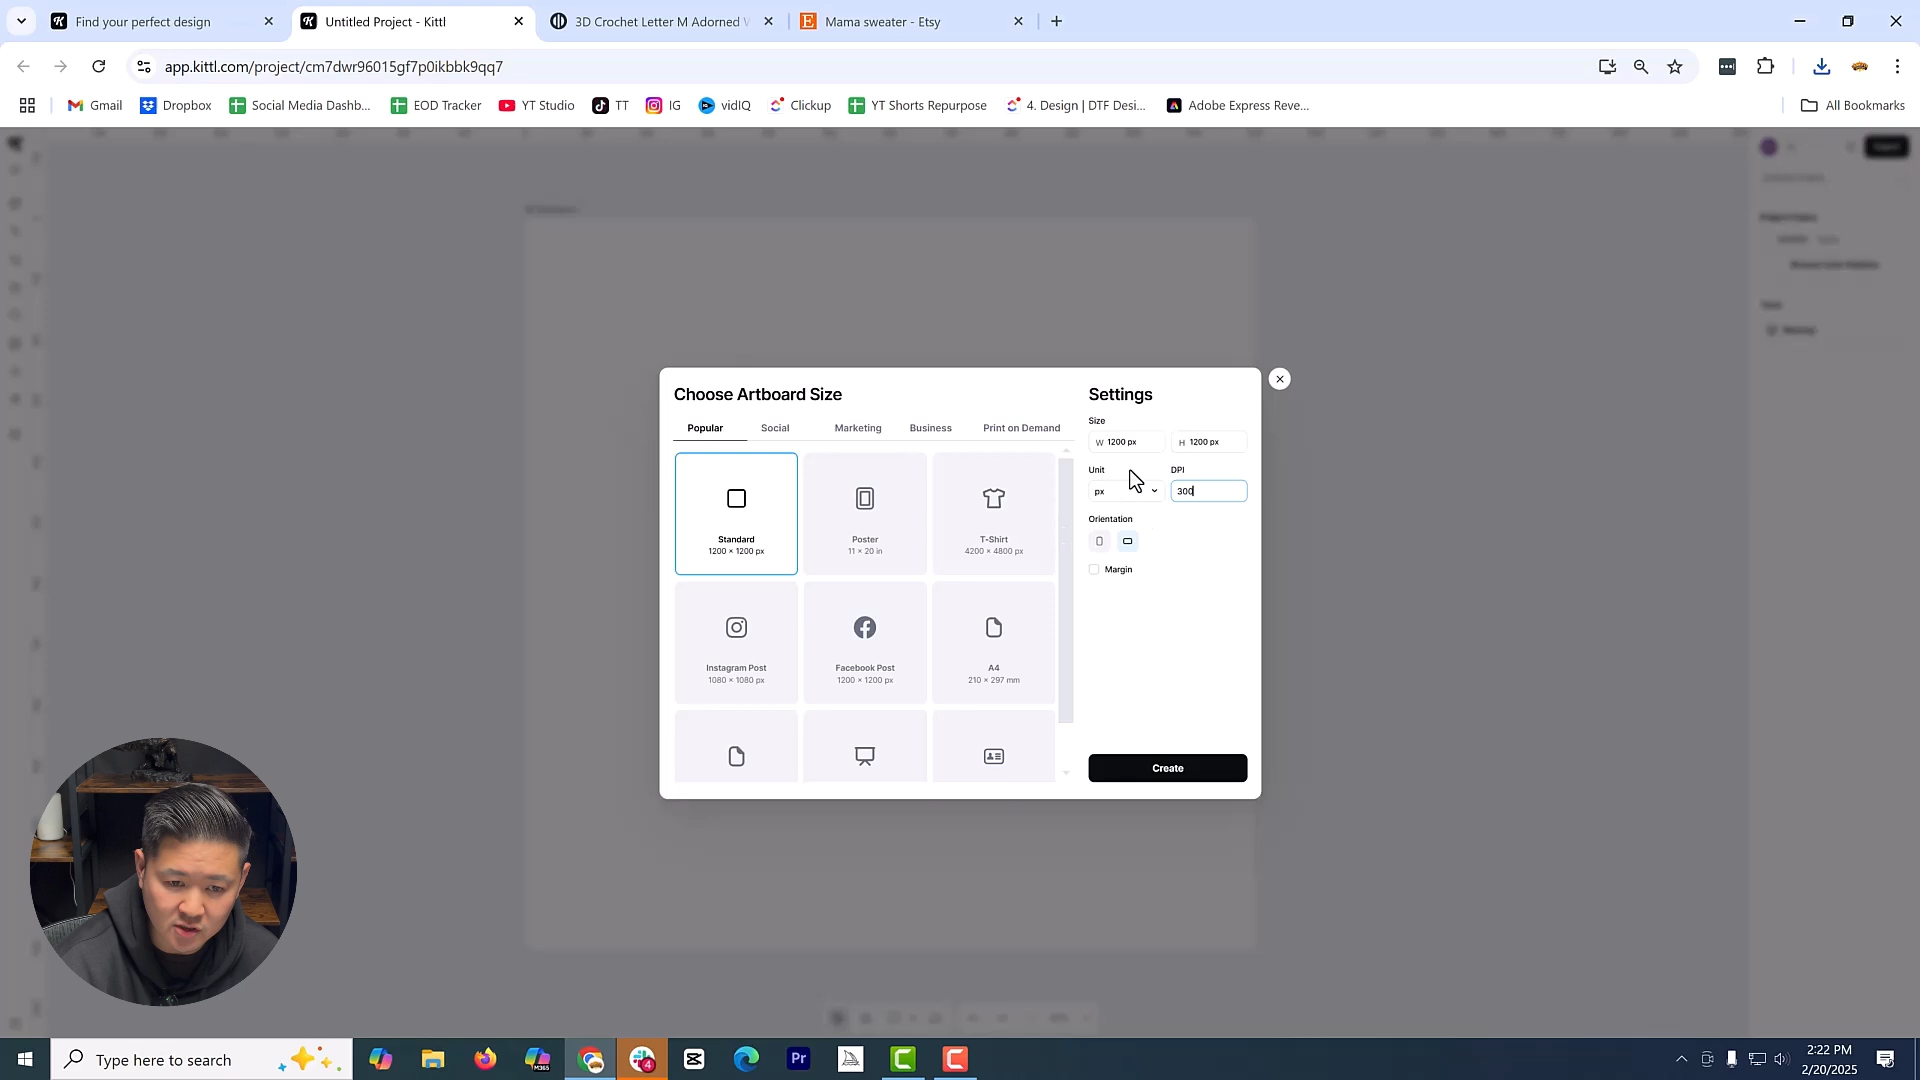 Find your perfect design
Untitled Project - Kittl
3D Crochet Letter M Adorned W
Mama sweater - Etsy
app.kittl.com/project/cm7dwr96015gf7p0ikbbk9qq7
Gmail
Dropbox
Social Media Dashb...
EOD Tracker
YT Studio
TT
IG
vidIQ
Clickup
YT Shorts Repurpose
4. Design | DTF Desi...
Adobe Express Reve...
All Bookmarks
Choose Artboard Size
Popular
Social
Marketing
Business
Print on Demand
Standard
1200 × 1200 px
Poster
11 × 20 in
T-Shirt
4200 × 4800 px
Instagram Post
1080 × 1080 px
Facebook Post
1200 × 1200 px
A4
210 × 297 mm
Settings
Size
W 1200 px
H 1200 px
Unit
DPI
px
300
Orientation
Margin
Create
Type here to search
M365
4
Pr
2:22 PM
2/20/2025